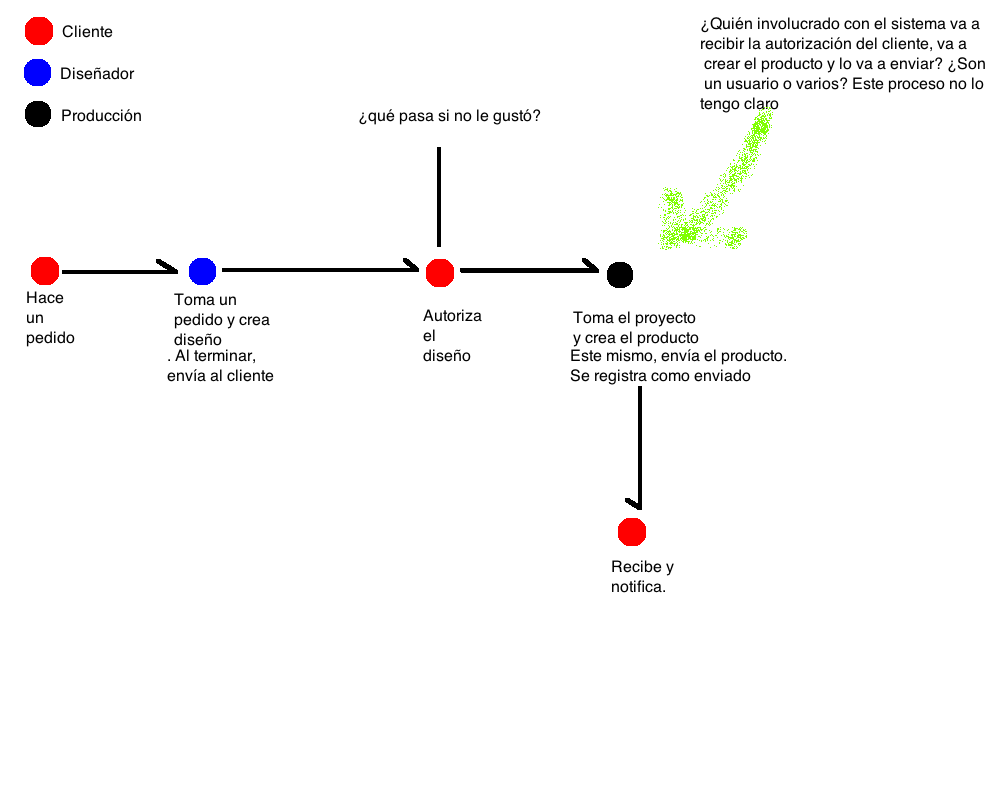 Cliente
Diseñador
Producción
¿Quién involucrado con el sistema va a
recibir la autorización del cliente, va a
crear el producto y lo va a enviar? ¿Son
un usuario o varios? Este proceso no lo
tengo claro
¿qué pasa si no le gustó?
Hace
un
pedido
Toma un
pedido y crea
diseño
. Al terminar,
envía al cliente
Autoriza
el
diseño
Toma el proyecto
y crea el producto
Este mismo, envía el producto.
Se registra como enviado
Recibe y
notifica.